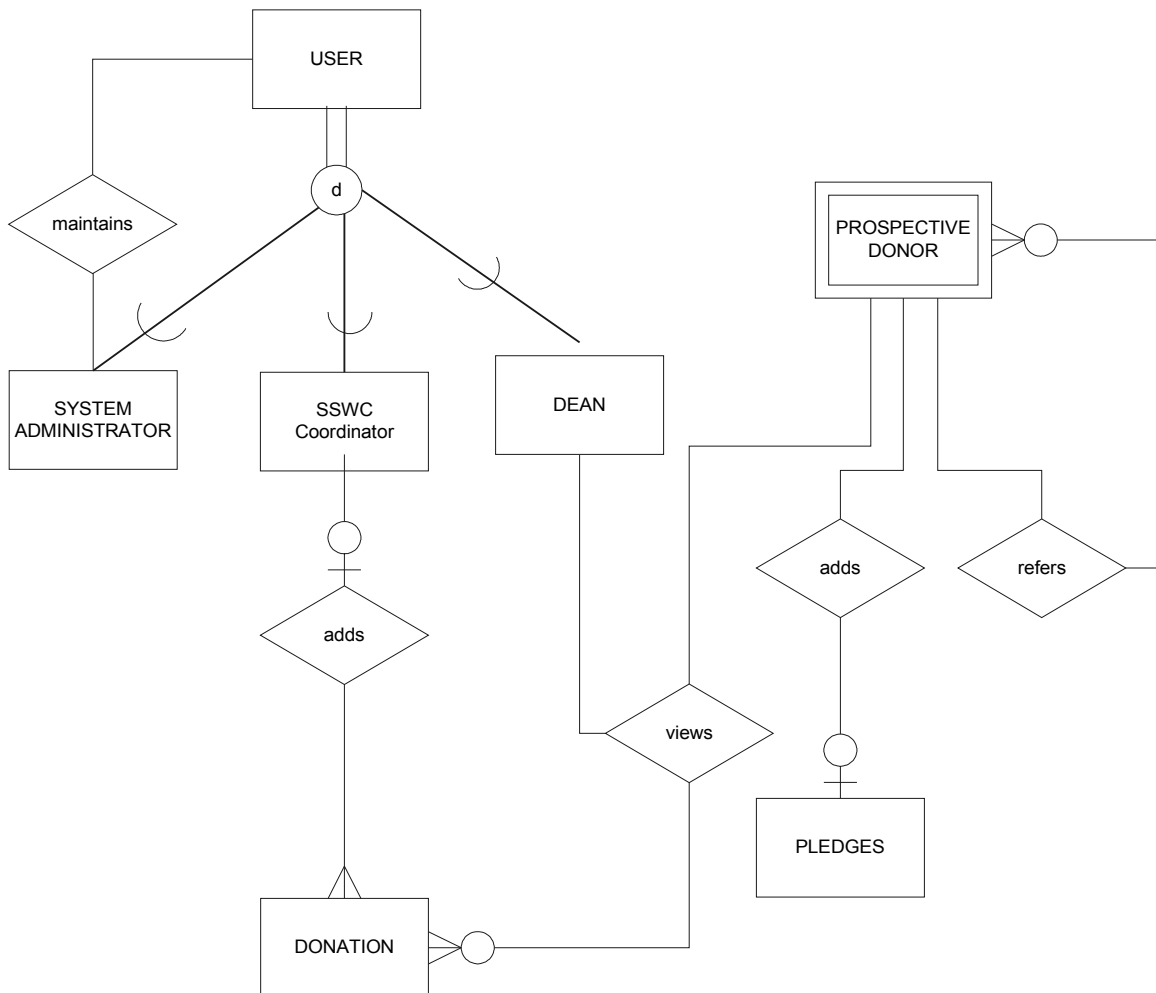 USER
d
maintains
PROSPECTIVE
DONOR
SYSTEM
ADMINISTRATOR
SSWC
Coordinator
DEAN
adds
refers
adds
views
PLEDGES
DONATION